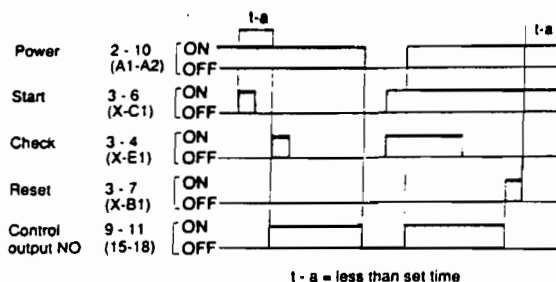 t-a
t-a
Power 2 - 10 ON
(A1-A2) OFF
Start 3 - 6 ON
(X-C1) OFF
Check 3 - 4 ON
(X-E1) OFF
Reset 3 - 7 ON
(X-B1) OFF
Control 9 - 11 ON
output NO (15-18) OFF
t - a = less than set time